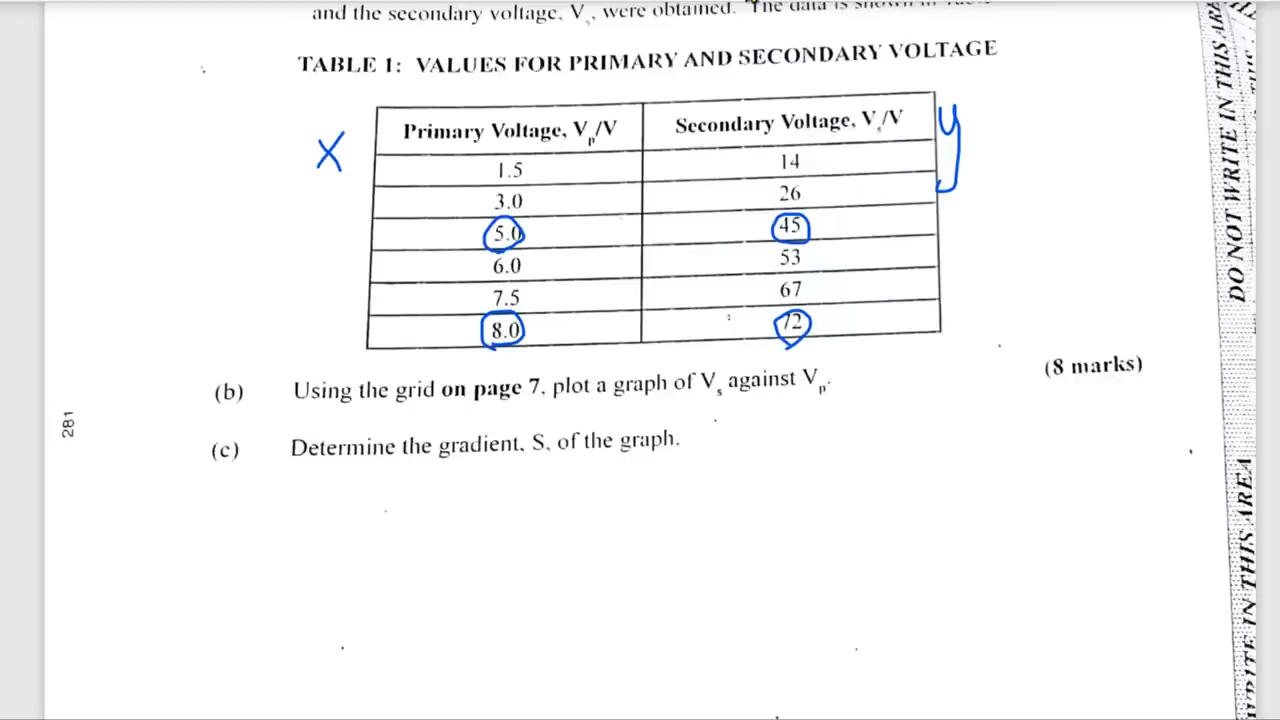 and the secondary voltage, Vs, were obtained. The data is shown in
TABLE 1: VALUES FOR PRIMARY AND SECONDARY VOLTAGE
x
y
Primary Voltage, Vp/V Secondary Voltage, Vs/V
1.5 14
3.0 26
5.0 45
6.0 53
7.5 67
8.0 72
(b) Using the grid on page 7, plot a graph of Vs against Vp.
(8 marks)
(c) Determine the gradient, S, of the graph.
281
DO NOT WRITE IN THIS AREA
WRITE IN THIS AREA